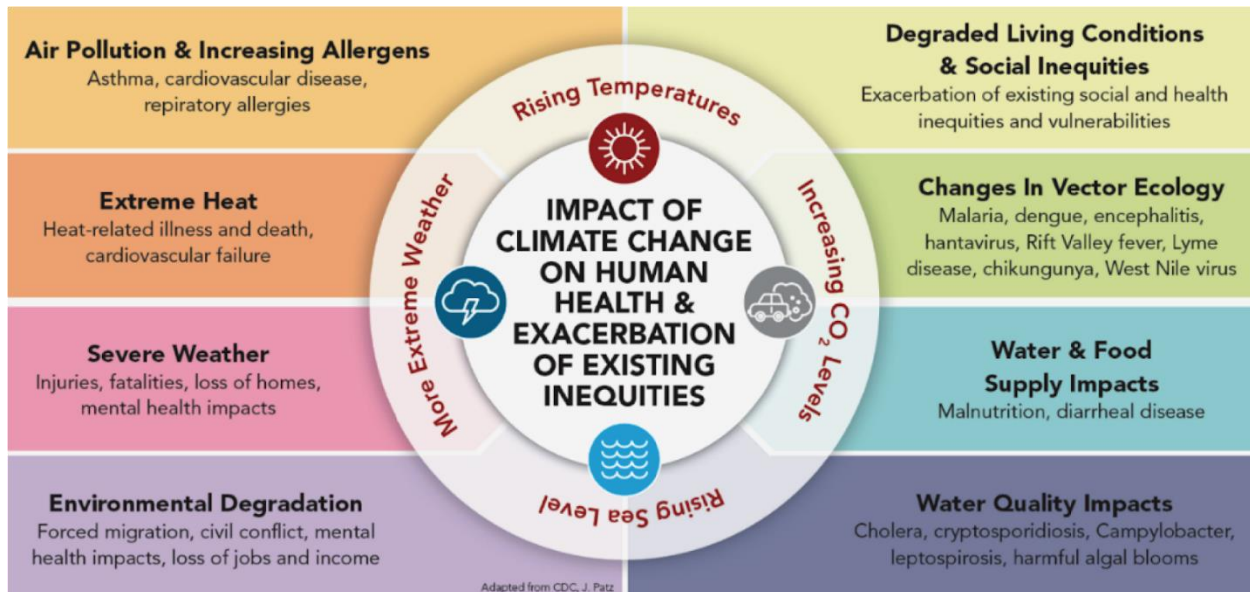 Air Pollution & Increasing Allergens
Asthma, cardiovascular disease,
repiratory allergies
Extreme Heat
Heat-related illness and death,
cardiovascular failure
Severe Weather
Injuries, fatalities, loss of homes,
mental health impacts
Environmental Degradation
Forced migration, civil conflict, mental
health impacts, loss of jobs and income
Adapted from CDC, J. Patz
Rising Temperatures
More Extreme Weather
IMPACT OF
CLIMATE CHANGE
ON HUMAN
HEALTH &
EXACERBATION
OF EXISTING
INEQUITIES
Increasing CO₂ Levels
Rising Sea Level
Degraded Living Conditions
& Social Inequities
Exacerbation of existing social and health
inequities and vulnerabilities
Changes In Vector Ecology
Malaria, dengue, encephalitis,
hantavirus, Rift Valley fever, Lyme
disease, chikungunya, West Nile virus
Water & Food
Supply Impacts
Malnutrition, diarrheal disease
Water Quality Impacts
Cholera, cryptosporidiosis, Campylobacter,
leptospirosis, harmful algal blooms